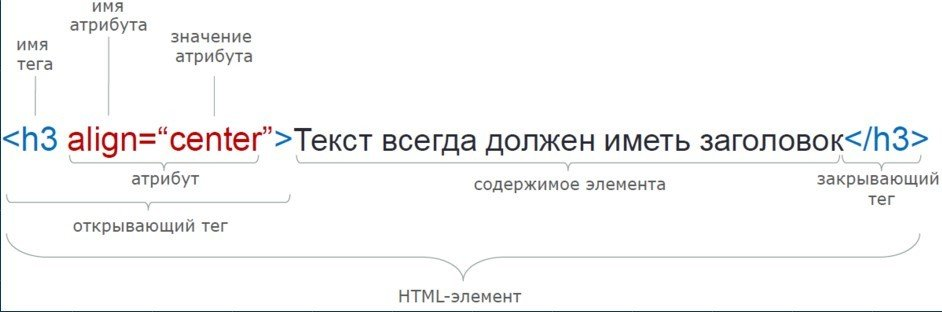 имя
атрибута
имя
тега
значение
атрибута
<h3 align=“center”>Текст всегда должен иметь заголовок</h3>
атрибут
содержимое элемента
закрывающий
тег
открывающий тег
HTML-элемент